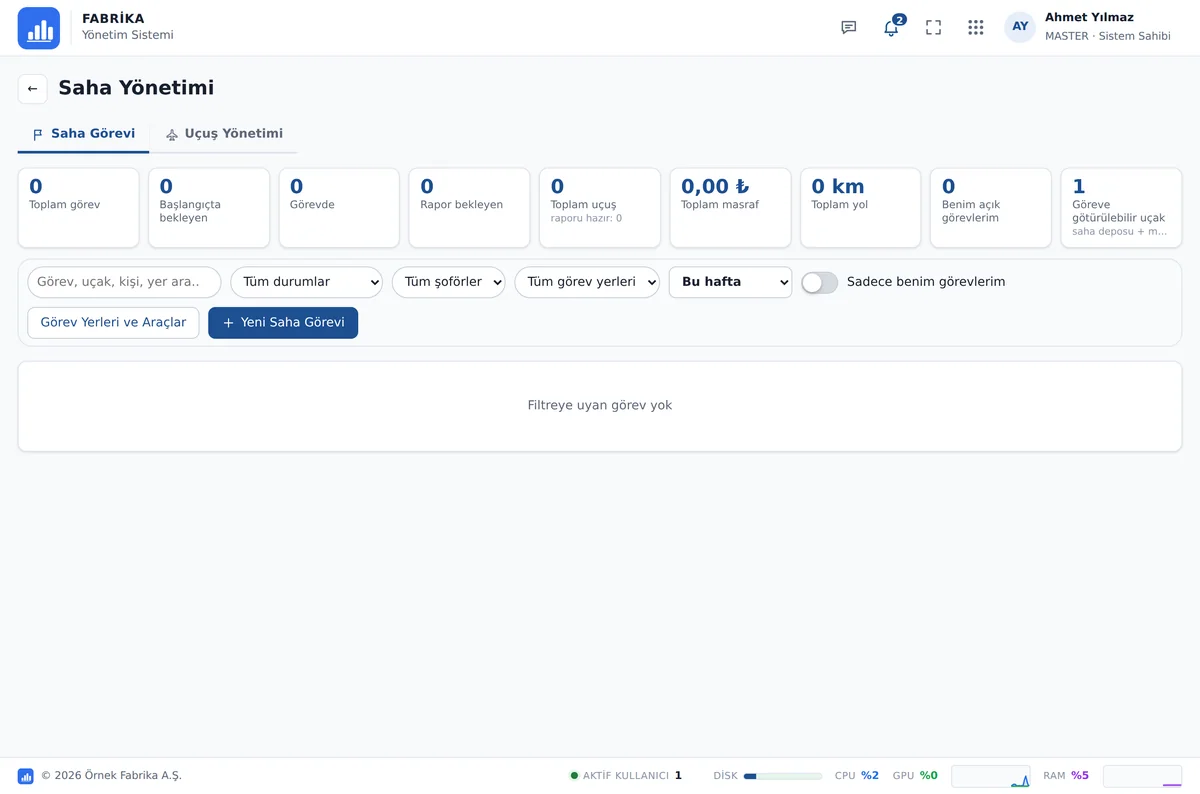 FABRİKA
Yönetim Sistemi
2
AY
Ahmet Yılmaz
MASTER · Sistem Sahibi
← Saha Yönetimi
Saha Görevi
Uçuş Yönetimi
0
Toplam görev
0
Başlangıçta
bekleyen
0
Görevde
0
Rapor bekleyen
0
Toplam uçuş
raporu hazır: 0
0,00 ₺
Toplam masraf
0 km
Toplam yol
0
Benim açık
görevlerim
1
Göreve
götürülebilir uçak
saha deposu + m...
Görev, uçak, kişi, yer ara..
Tüm durumlar
Tüm şoförler
Tüm görev yerleri
Bu hafta
Sadece benim görevlerim
Görev Yerleri ve Araçlar
+ Yeni Saha Görevi
Filtreye uyan görev yok
© 2026 Örnek Fabrika A.Ş.
AKTİF KULLANICI 1
DİSK
CPU %2
GPU %0
RAM %5